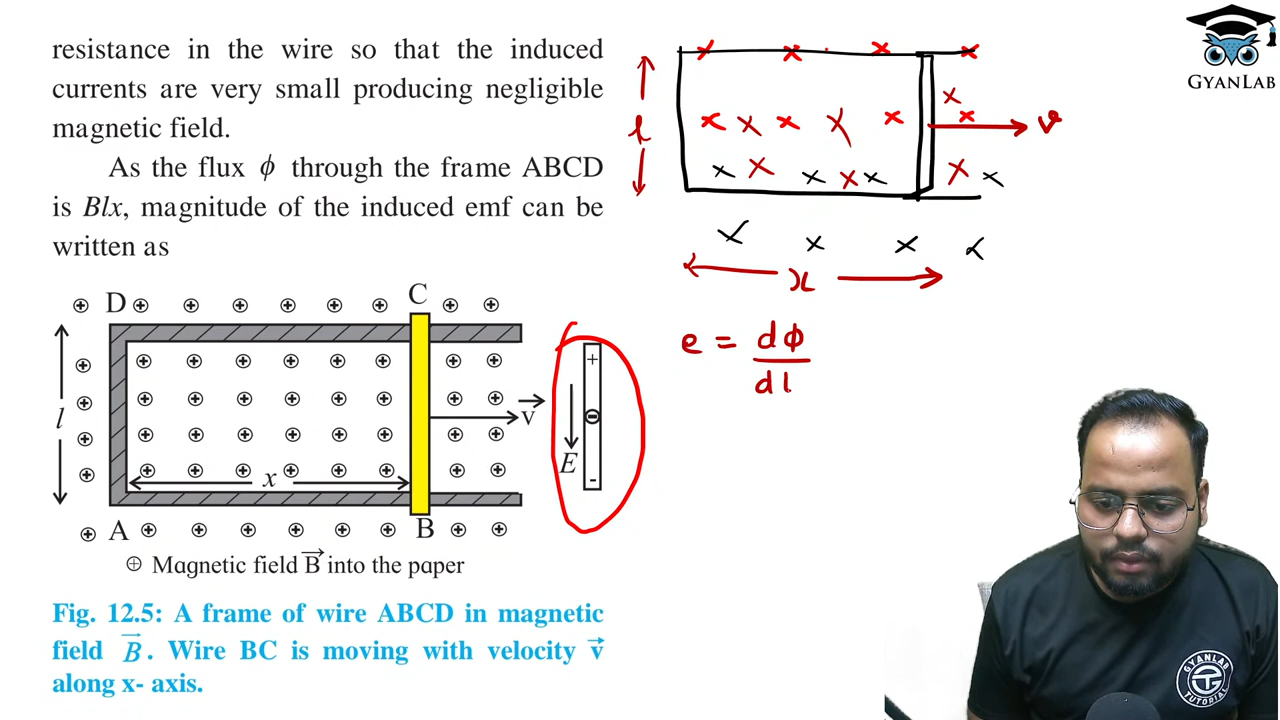 resistance in the wire so that the induced
currents are very small producing negligible
magnetic field.
As the flux ϕ through the frame ABCD
is Blx, magnitude of the induced emf can be
written as
D
C
l
x
v
E
+
-
A
B
⊕ Magnetic field B into the paper
Fig. 12.5: A frame of wire ABCD in magnetic
field B. Wire BC is moving with velocity v
along x- axis.
l
v
x
e = dϕ
dl
GYANLAB
GYANLAB
TUTORIAL